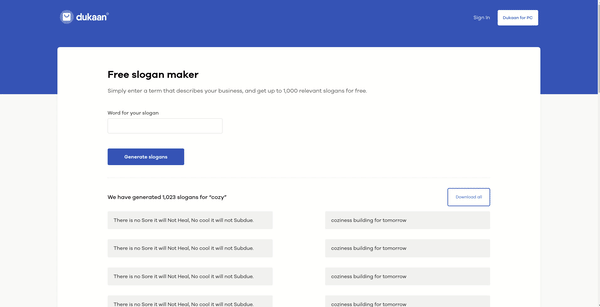 dukaan
Sign in
Dukaan for PC
Free slogan maker
Simply enter a term that describes your business, and get up to 1,000 relevant slogans for free.
Word for your slogan
Generate slogans
We have generated 1,023 slogans for "cozy"
Download all
There is no Sore it will Not Heal, No cool it will not Subdue.
coziness building for tomorrow
There is no Sore it will Not Heal, No cool it will not Subdue.
coziness building for tomorrow
There is no Sore it will Not Heal, No cool it will not Subdue.
coziness building for tomorrow
There is no Sore it will Not Heal, No cool it will not Subdue.
coziness building for tomorrow